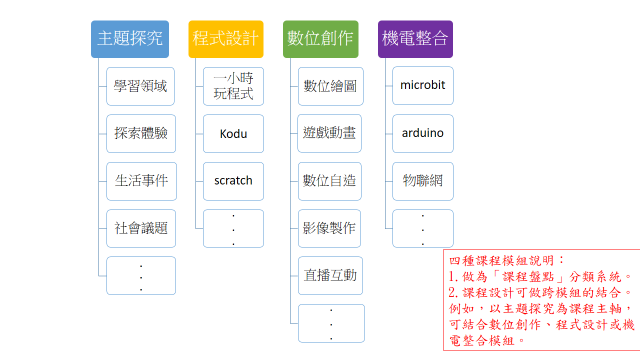 主題探究
學習領域
探索體驗
生活事件
社會議題
.
.
.
程式設計
一小時
玩程式
Kodu
scratch
.
.
.
數位創作
數位繪圖
遊戲動畫
數位自造
影像製作
直播互動
.
.
.
機電整合
microbit
arduino
物聯網
.
.
.
四種課程模組說明：
1.做為「課程盤點」分類系統。
2.課程設計可做跨模組的結合。
例如，以主題探究為課程主軸，
可結合數位創作、程式設計或機
電整合模組。